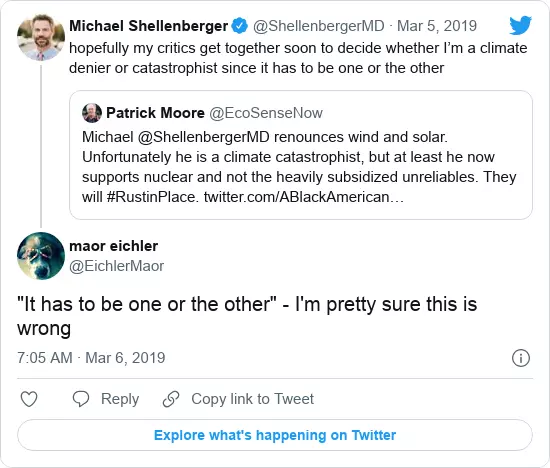 Michael Shellenberger @ShellenbergerMD · Mar 5, 2019
hopefully my critics get together soon to decide whether I'm a climate
denier or catastrophist since it has to be one or the other
Patrick Moore @EcoSenseNow
Michael @ShellenbergerMD renounces wind and solar.
Unfortunately he is a climate catastrophist, but at least he now
supports nuclear and not the heavily subsidized unreliables. They
will #RustinPlace. twitter.com/ABlackAmerican…
maor eichler
@EichlerMaor
"It has to be one or the other" - I'm pretty sure this is
wrong
7:05 AM · Mar 6, 2019
Reply
Copy link to Tweet
Explore what's happening on Twitter